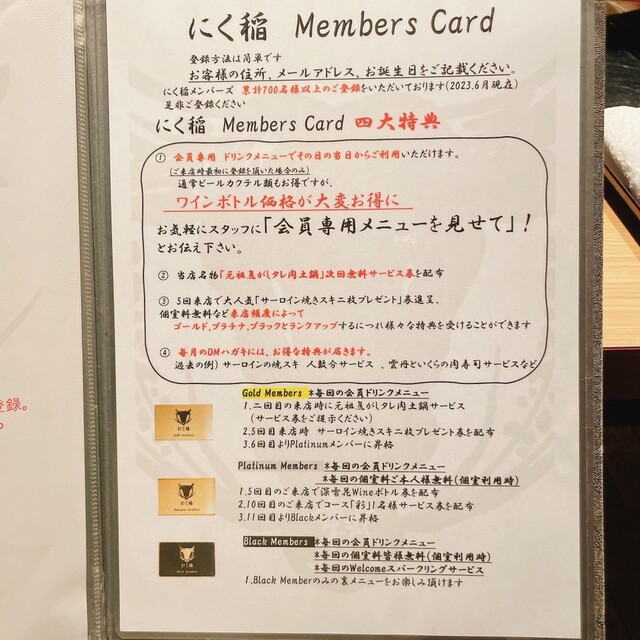 にく稲 Members Card
登録方法は簡単です
お客様の住所、メールアドレス、お誕生日をご記載ください。
にく稲メンバーズ 累計700名様以上のご登録をいただいております(2023.6月現在)
是非ご登録ください
にく稲 Members Card 四大特典
① 会員専用 ドリンクメニューでその日の当日からご利用いただけます。
(ご来店時最初に登録を頂いた場合のみ)
通常ビールカクテル類もお得ですが、
ワインボトル価格が大変お得に
お気軽にスタッフに「会員専用メニューを見せて」!
とお伝え下さい。
② 当店名物「元祖焦がしタレ肉土鍋」次回無料サービス券を配布
③ 5回来店で大人気「サーロイン焼きスキ二枚プレゼント」券進呈、
個室料無料など来店頻度によって
ゴールド,プラチナ,ブラックとランクアップするにつれ様々な特典を受けることができます
④ 毎月のDMハガキには、お得な特典が届きます。
過去の例) サーロインの焼スキ 人数分サービス 、雲丹といくらの肉寿司サービスなど
Gold Members *毎回の会員ドリンクメニュー
1,二回目の来店時に元祖焦がしタレ肉土鍋サービス
(サービス券をご提示ください)
2,5回目来店時 サーロイン焼きスキ二枚プレゼント券を配布
3,6回目よりPlatinumメンバーに昇格
Platinum Members *毎回の会員ドリンクメニュー
*毎回の個室料ご本人様無料(個室利用時)
1,5回目のご来店で深雪花Wineボトル券を配布
2,10回目のご来店でコース「彩」1名様サービス券を配布
3,11回目よりBlackメンバーに昇格
Black Members *毎回の会員ドリンクメニュー
*毎回の個室料皆様無料(個室利用時)
*毎回のWelcomeスパークリングサービス
1,Black Memberのみの裏メニューをお楽しみ頂けます
にく稲
Gold members
にく稲
Platinum members
にく稲
Black members
登録。